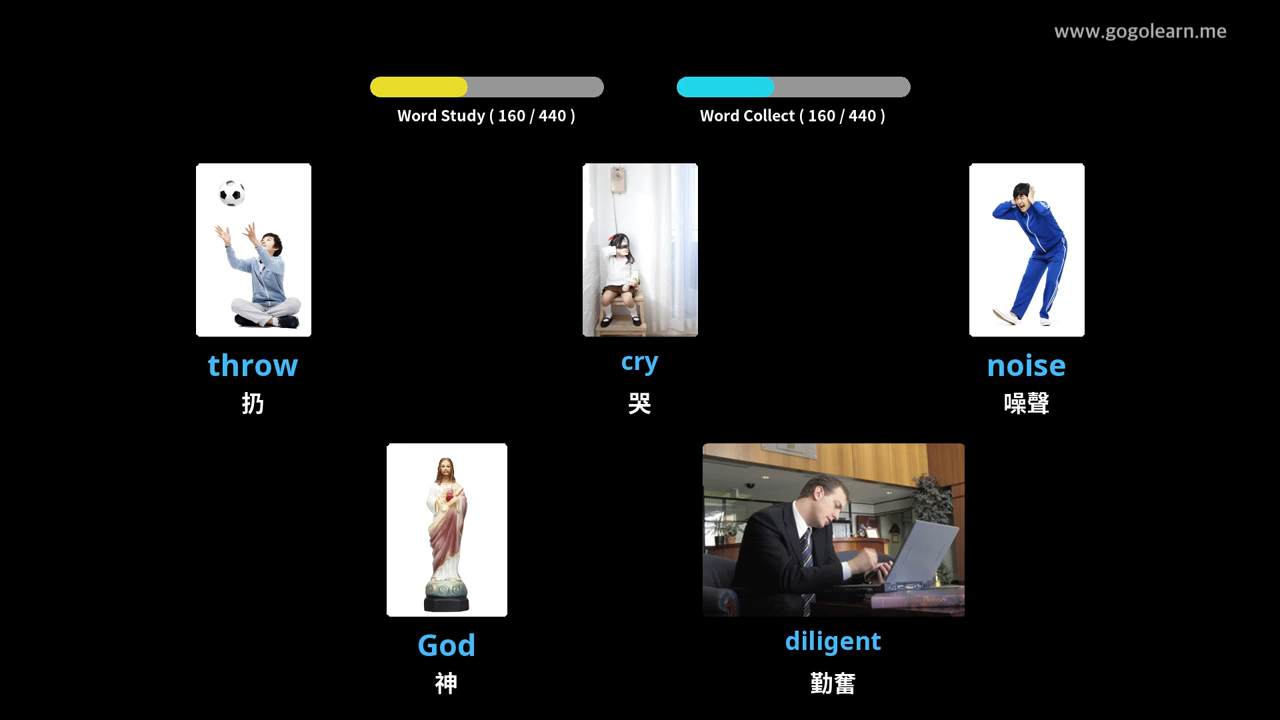 www.gogolearn.me
Word Study ( 160 / 440 )
Word Collect ( 160 / 440 )
throw
扔
cry
哭
noise
噪聲
God
神
diligent
勤奮